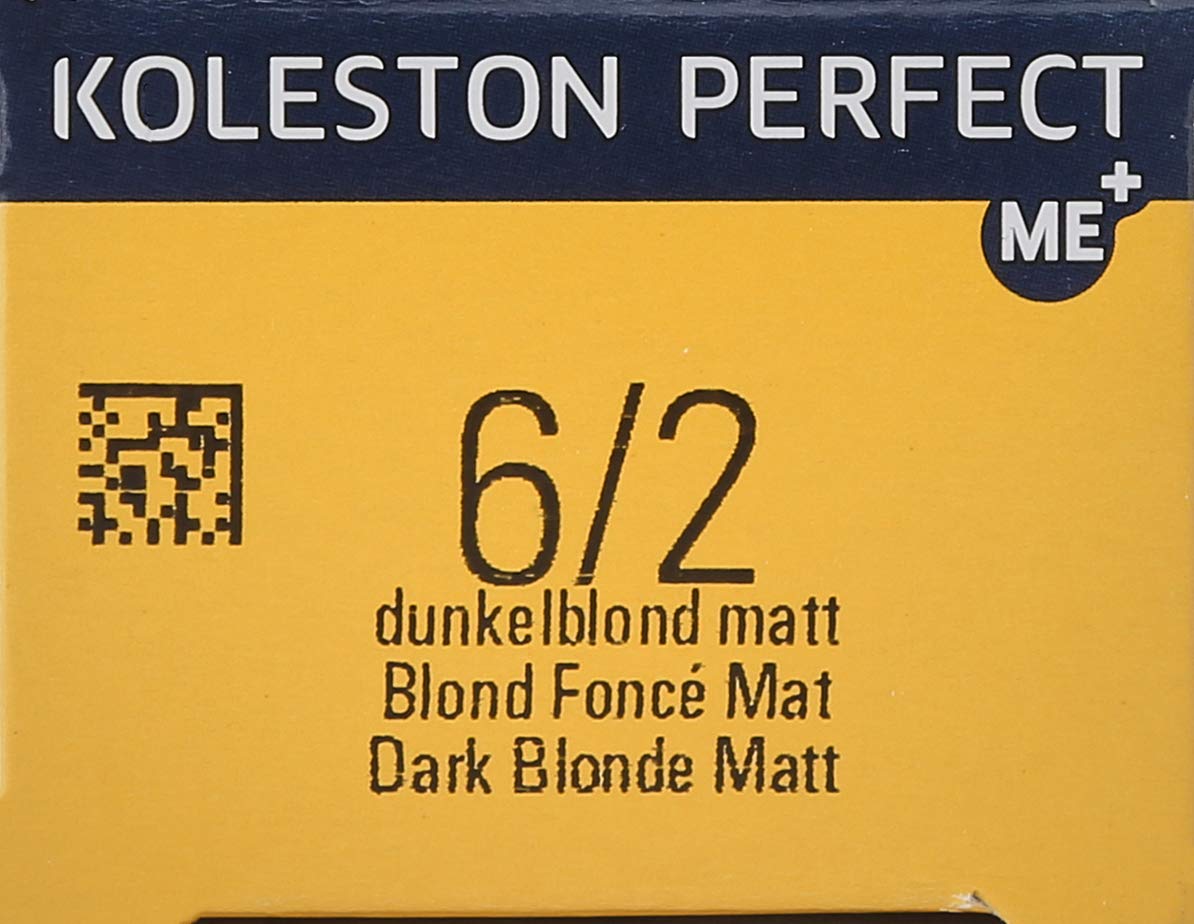 KOLESTON PERFECT
ME+
6/2
dunkelblond matt
Blond Foncé Mat
Dark Blonde Matt